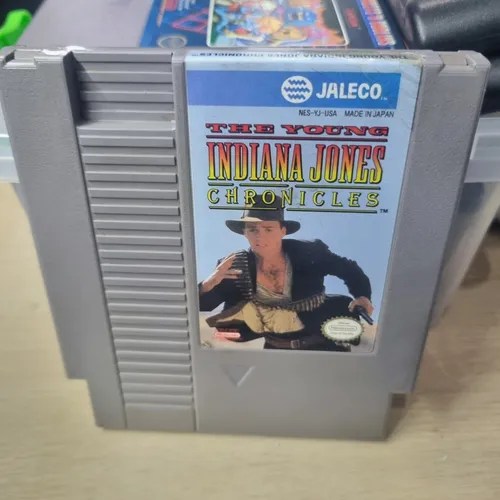 JALECO
NES-YJ-USA MADE IN JAPAN
THE YOUNG
INDIANA JONES
CHRONICLES
TM